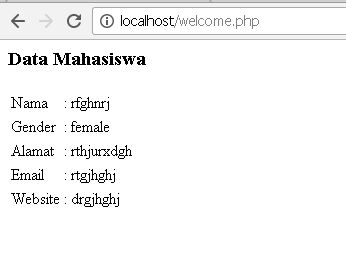 localhost/welcome.php
Data Mahasiswa
Nama : rfghnrj
Gender : female
Alamat : rthjurxdgh
Email : rtgjhghj
Website : drgjhghj